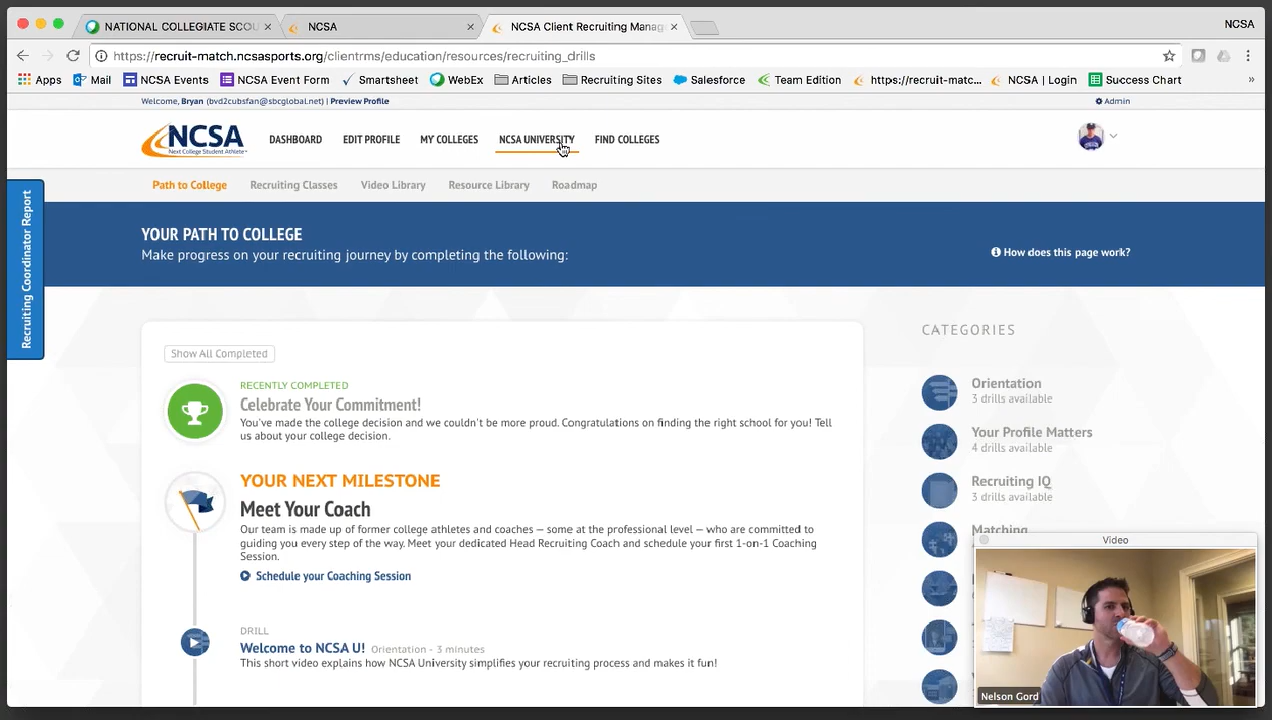 NATIONAL COLLEGIATE SCOU
NCSA
NCSA Client Recruiting Manag
NCSA
https://recruit-match.ncsasports.org/clientrms/education/resources/recruiting_drills
Apps
Mail
NCSA Events
NCSA Event Form
Smartsheet
WebEx
Articles
Recruiting Sites
Salesforce
Team Edition
https://recruit-matc...
NCSA | Login
Success Chart
»
Welcome, Bryan (bvd2cubsfan@sbcglobal.net) | Preview Profile
Admin
NCSA
Next College Student Athlete
DASHBOARD
EDIT PROFILE
MY COLLEGES
NCSA UNIVERSITY
FIND COLLEGES
Path to College
Recruiting Classes
Video Library
Resource Library
Roadmap
Recruiting Coordinator Report
YOUR PATH TO COLLEGE
Make progress on your recruiting journey by completing the following:
How does this page work?
Show All Completed
RECENTLY COMPLETED
Celebrate Your Commitment!
You've made the college decision and we couldn't be more proud. Congratulations on finding the right school for you! Tell
us about your college decision.
YOUR NEXT MILESTONE
Meet Your Coach
Our team is made up of former college athletes and coaches — some at the professional level — who are committed to
guiding you every step of the way. Meet your dedicated Head Recruiting Coach and schedule your first 1-on-1 Coaching
Session.
Schedule your Coaching Session
DRILL
Welcome to NCSA U! Orientation - 3 minutes
This short video explains how NCSA University simplifies your recruiting process and makes it fun!
CATEGORIES
Orientation
3 drills available
Your Profile Matters
4 drills available
Recruiting IQ
3 drills available
Matching
Video
Nelson Gord